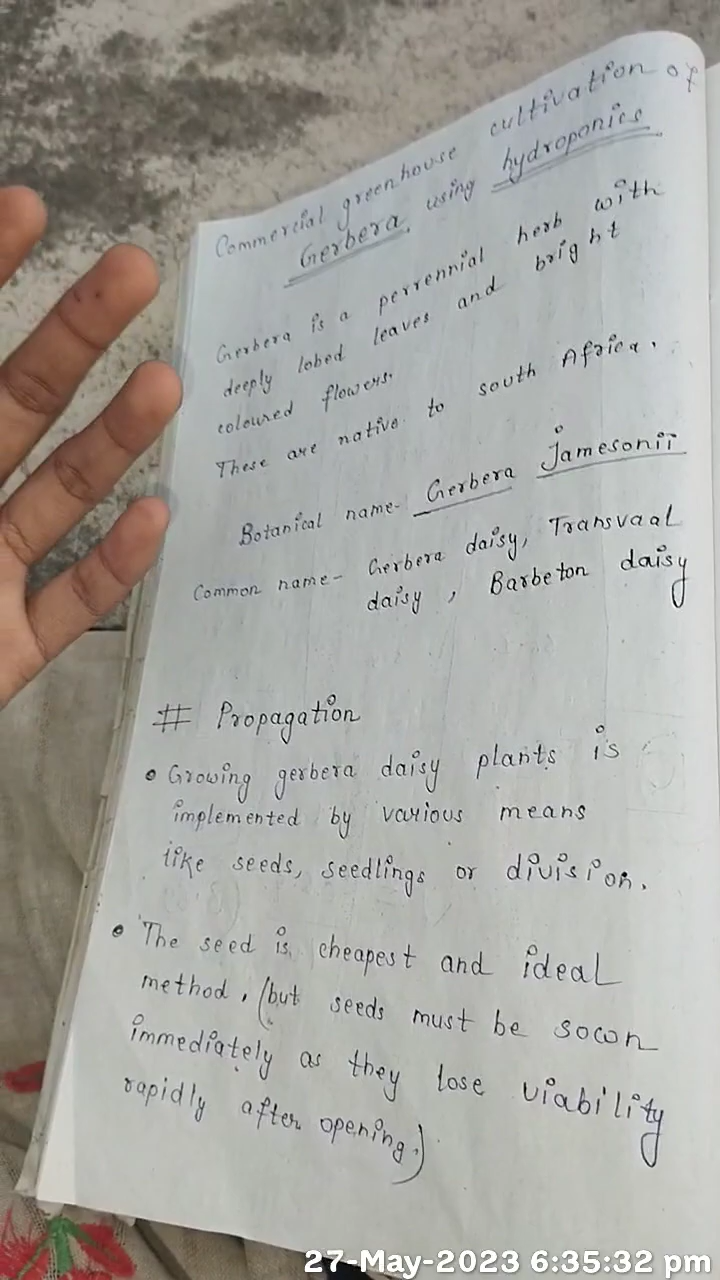 Commercial greenhouse cultivation of
Gerbera using hydroponics
Gerbera is a perrennial herb with
deeply lobed leaves and bright
coloured flowers.
These are native to south Africa.
Botanical name- Gerbera Jamesonii
Common name- Gerbera daisy, Transvaal
daisy, Barbeton daisy
# Propagation
• Growing gerbera daisy plants is
implemented by various means
like seeds, seedlings or division.
• The seed is cheapest and ideal
method. (but seeds must be socon
immediately as they lose viability
rapidly after opening.)
27-May-2023 6:35:32 pm